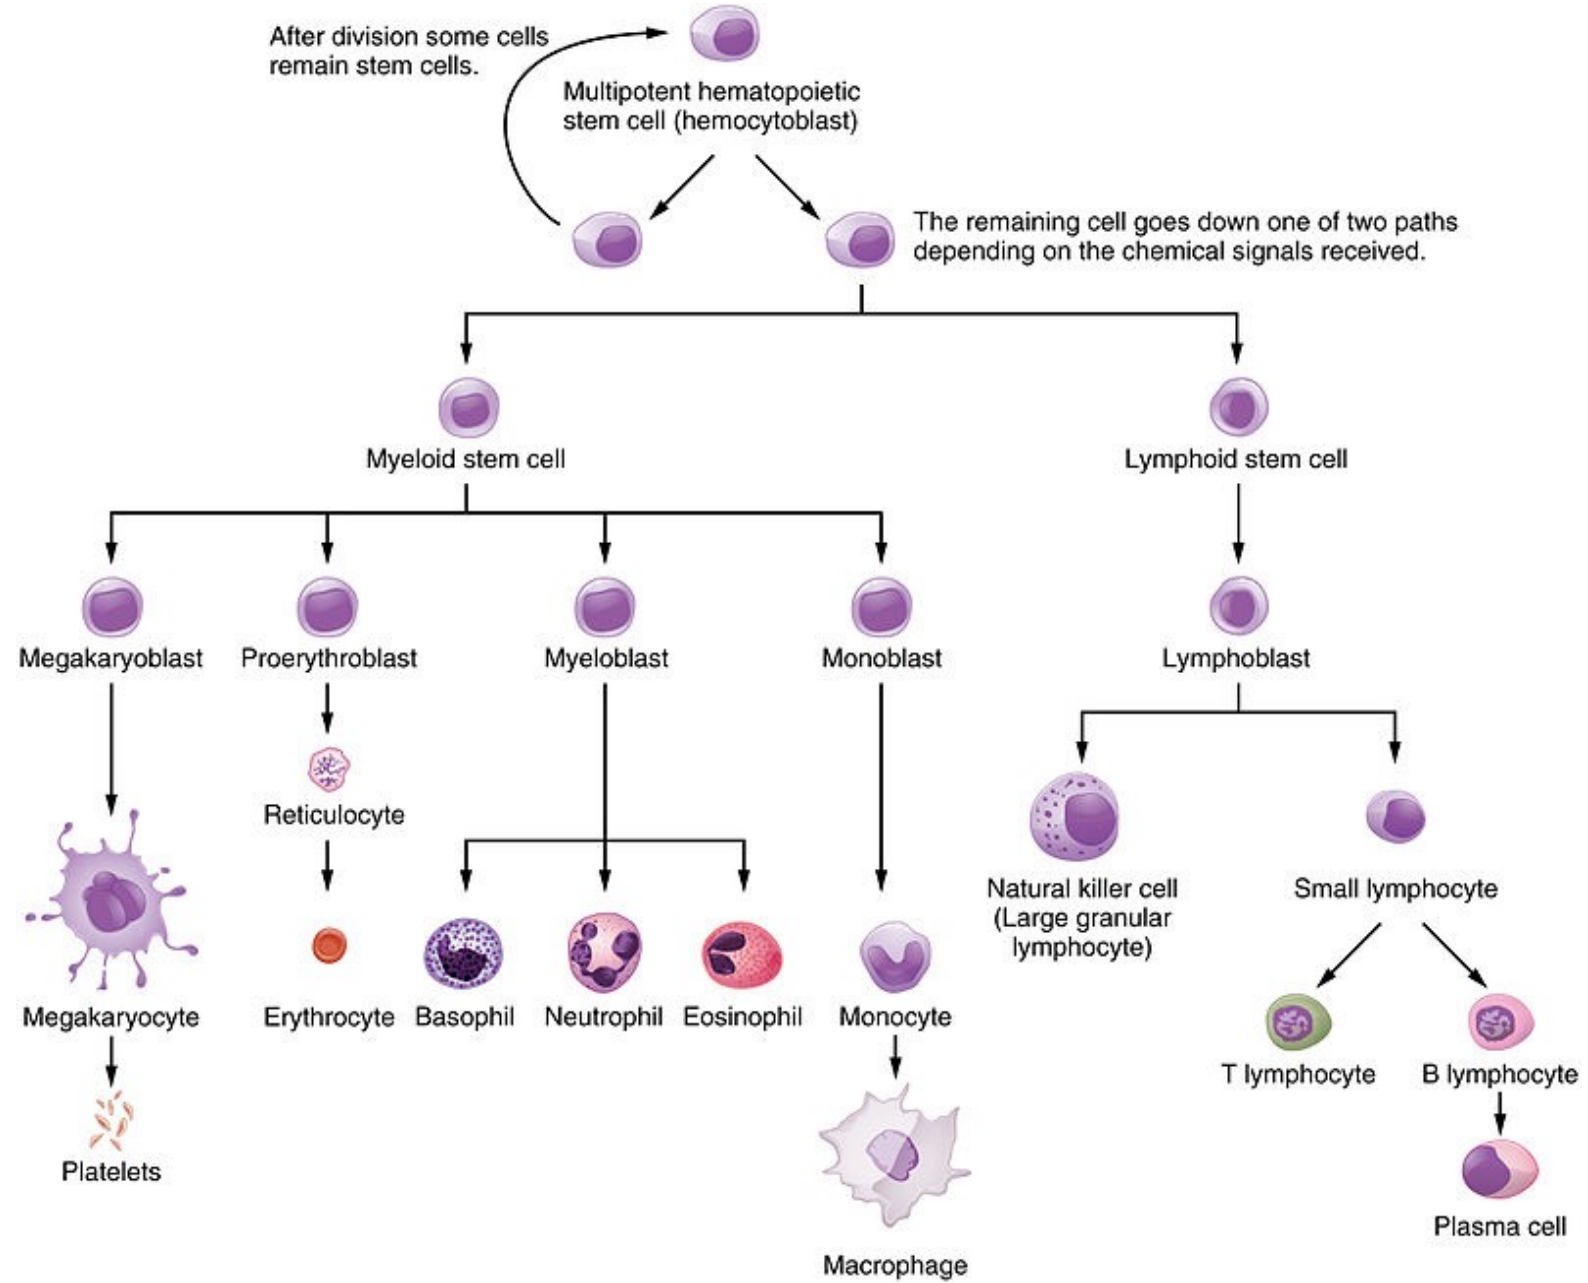 After division some cells
remain stem cells.
Multipotent hematopoietic
stem cell (hemocytoblast)
The remaining cell goes down one of two paths
depending on the chemical signals received.
Myeloid stem cell
Lymphoid stem cell
Megakaryoblast
Proerythroblast
Myeloblast
Monoblast
Lymphoblast
Reticulocyte
Natural killer cell
(Large granular
lymphocyte)
Small lymphocyte
Megakaryocyte
Erythrocyte
Basophil
Neutrophil
Eosinophil
Monocyte
T lymphocyte
B lymphocyte
Platelets
Plasma cell
Macrophage